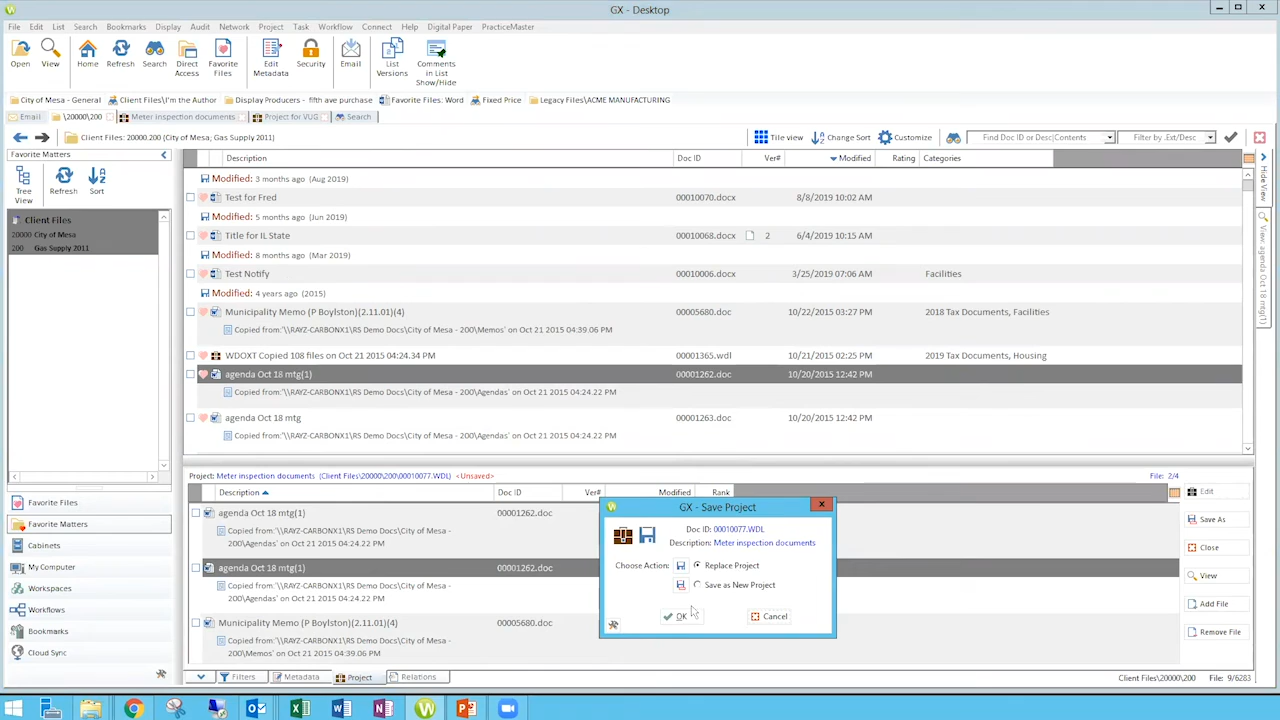 GX - Desktop
File Edit List Search Bookmarks Display Audit Network Project Task Workflow Connect Help Digital Paper PracticeMaster
Open View Home Refresh Search Direct Access Favorite Files Edit Metadata Security Email List Versions Comments in List Show/Hide
City of Mesa - General Client Files\I'm the Author Display Producers - fifth ave purchase Favorite Files: Word Fixed Price Legacy Files\ACME MANUFACTURING
Email \20000\200 Meter inspection documents Project for VUG Search
Client Files: 20000.200 (City of Mesa; Gas Supply 2011) Tile view Change Sort Customize Find Doc ID or Desc|Contents Filter by .Ext/Desc
Favorite Matters
Tree View Refresh Sort
Client Files
20000 City of Mesa
200 Gas Supply 2011
Favorite Files
Favorite Matters
Cabinets
My Computer
Workspaces
Workflows
Bookmarks
Cloud Sync
Description Doc ID Ver# Modified Rating Categories
Modified: 3 months ago (Aug 2019)
Test for Fred 00010070.docx 8/8/2019 10:02 AM
Modified: 5 months ago (Jun 2019)
Title for IL State 00010068.docx 2 6/4/2019 10:15 AM
Modified: 8 months ago (Mar 2019)
Test Notify 00010006.docx 3/25/2019 07:06 AM Facilities
Modified: 4 years ago (2015)
Municipality Memo (P Boylston)(2.11.01)(4) 00005680.doc 10/22/2015 03:27 PM 2018 Tax Documents, Facilities
Copied from:'\\RAYZ-CARBONX1\RS Demo Docs\City of Mesa - 200\Memos' on Oct 21 2015 04:39.06 PM
WDOXT Copied 108 files on Oct 21 2015 04:24.34 PM 00001365.wdl 10/21/2015 02:25 PM 2019 Tax Documents, Housing
agenda Oct 18 mtg(1) 00001262.doc 10/20/2015 12:42 PM
Copied from:'\\RAYZ-CARBONX1\RS Demo Docs\City of Mesa - 200\Agendas' on Oct 21 2015 04:24.22 PM
agenda Oct 18 mtg 00001263.doc 10/20/2015 12:42 PM
Copied from:'\\RAYZ-CARBONX1\RS Demo Docs\City of Mesa - 200\Agendas' on Oct 21 2015 04:24.22 PM
Hide View
View: agenda Oct 18 mtg(1)
Project: Meter inspection documents (Client Files\20000\200\00010077.WDL) <Unsaved> File: 2/4
Description Doc ID Ver# Modified Rank
agenda Oct 18 mtg(1) 00001262.doc
Copied from:'\\RAYZ-CARBONX1\RS Demo Docs\City of Mesa -
200\Agendas' on Oct 21 2015 04:24.22 PM
agenda Oct 18 mtg(1) 00001262.doc
Copied from:'\\RAYZ-CARBONX1\RS Demo Docs\City of Mesa -
200\Agendas' on Oct 21 2015 04:24.22 PM
Municipality Memo (P Boylston)(2.11.01)(4) 00005680.doc
Copied from:'\\RAYZ-CARBONX1\RS Demo Docs\City of Mesa -
200\Memos' on Oct 21 2015 04:39.06 PM
GX - Save Project
Doc ID: 00010077.WDL
Description: Meter inspection documents
Choose Action: Replace Project
Save as New Project
OK Cancel
Edit
Save As
Close
View
Add File
Remove File
Filters Metadata Project Relations Client Files\20000\200 File: 9/6283